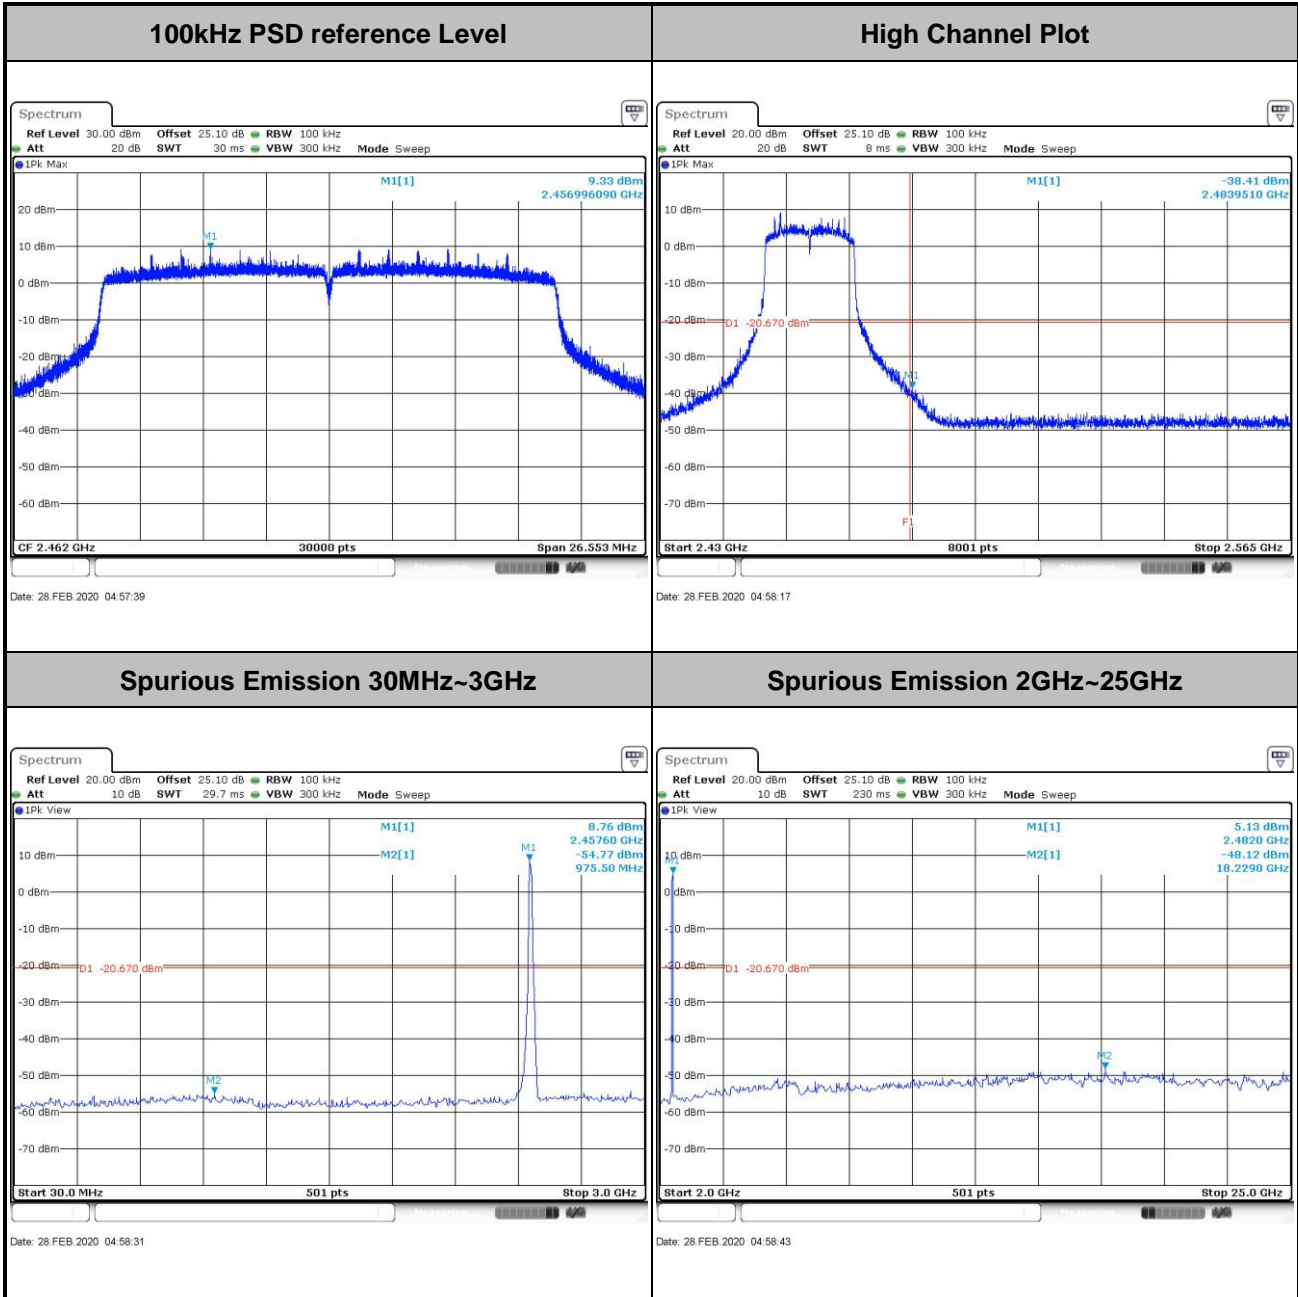 100kHz PSD reference Level
High Channel Plot
Spectrum
Ref Level 30.00 dBm Offset 25.10 dB RBW 100 kHz
Att 20 dB SWT 30 ms VBW 300 kHz Mode Sweep
1Pk Max
M1[1] 9.33 dBm
2.456996090 GHz
20 dBm
M1
10 dBm
0 dBm
-10 dBm
-20 dBm
-40 dBm
-50 dBm
-60 dBm
CF 2.462 GHz 30000 pts Span 26.553 MHz
Date: 28.FEB.2020 04:57:39
Spectrum
Ref Level 20.00 dBm Offset 25.10 dB RBW 100 kHz
Att 20 dB SWT 8 ms VBW 300 kHz Mode Sweep
1Pk Max
M1[1] -38.41 dBm
2.4839510 GHz
10 dBm
0 dBm
-10 dBm
-20 dBm
D1 -20.670 dBm
-30 dBm
M1
-40 dBm
-50 dBm
-60 dBm
-70 dBm
F1
Start 2.43 GHz 8001 pts Stop 2.565 GHz
Date: 28.FEB.2020 04:58:17
Spurious Emission 30MHz~3GHz
Spurious Emission 2GHz~25GHz
Spectrum
Ref Level 20.00 dBm Offset 25.10 dB RBW 100 kHz
Att 10 dB SWT 29.7 ms VBW 300 kHz Mode Sweep
1Pk View
M1[1] 8.76 dBm
2.45760 GHz
M2[1] -54.77 dBm
975.50 MHz
M1
10 dBm
0 dBm
-10 dBm
-20 dBm
D1 -20.670 dBm
-30 dBm
-40 dBm
-50 dBm
M2
-60 dBm
-70 dBm
Start 30.0 MHz 501 pts Stop 3.0 GHz
Date: 28.FEB.2020 04:58:31
Spectrum
Ref Level 20.00 dBm Offset 25.10 dB RBW 100 kHz
Att 10 dB SWT 230 ms VBW 300 kHz Mode Sweep
1Pk View
M1[1] 5.13 dBm
2.4820 GHz
M2[1] -48.12 dBm
18.2290 GHz
10 dBm
M1
0 dBm
-10 dBm
-20 dBm
D1 -20.670 dBm
-30 dBm
-40 dBm
M2
-50 dBm
-60 dBm
-70 dBm
Start 2.0 GHz 501 pts Stop 25.0 GHz
Date: 28.FEB.2020 04:58:43